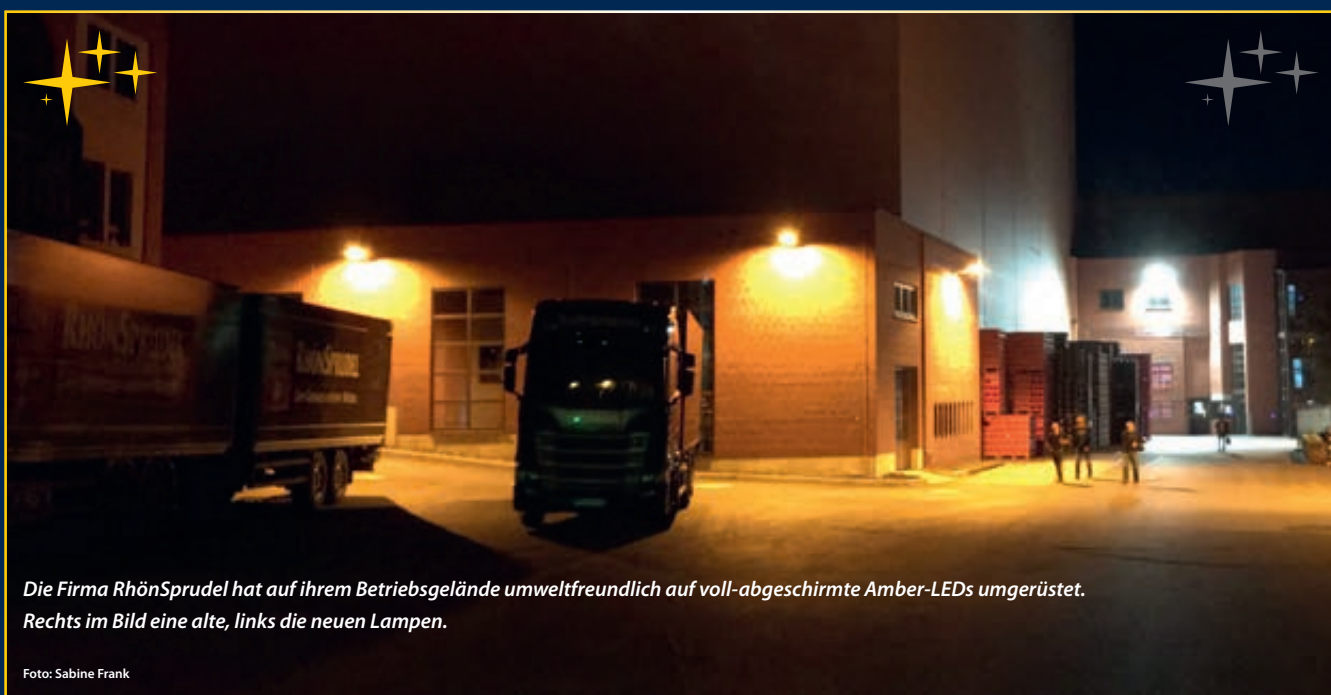 RHÖNSPRUDEL
RHÖNSPRUDEL
Die Firma RhönSprudel hat auf ihrem Betriebsgelände umweltfreundlich auf voll-abgeschirmte Amber-LEDs umgerüstet.
Rechts im Bild eine alte, links die neuen Lampen.
Foto: Sabine Frank